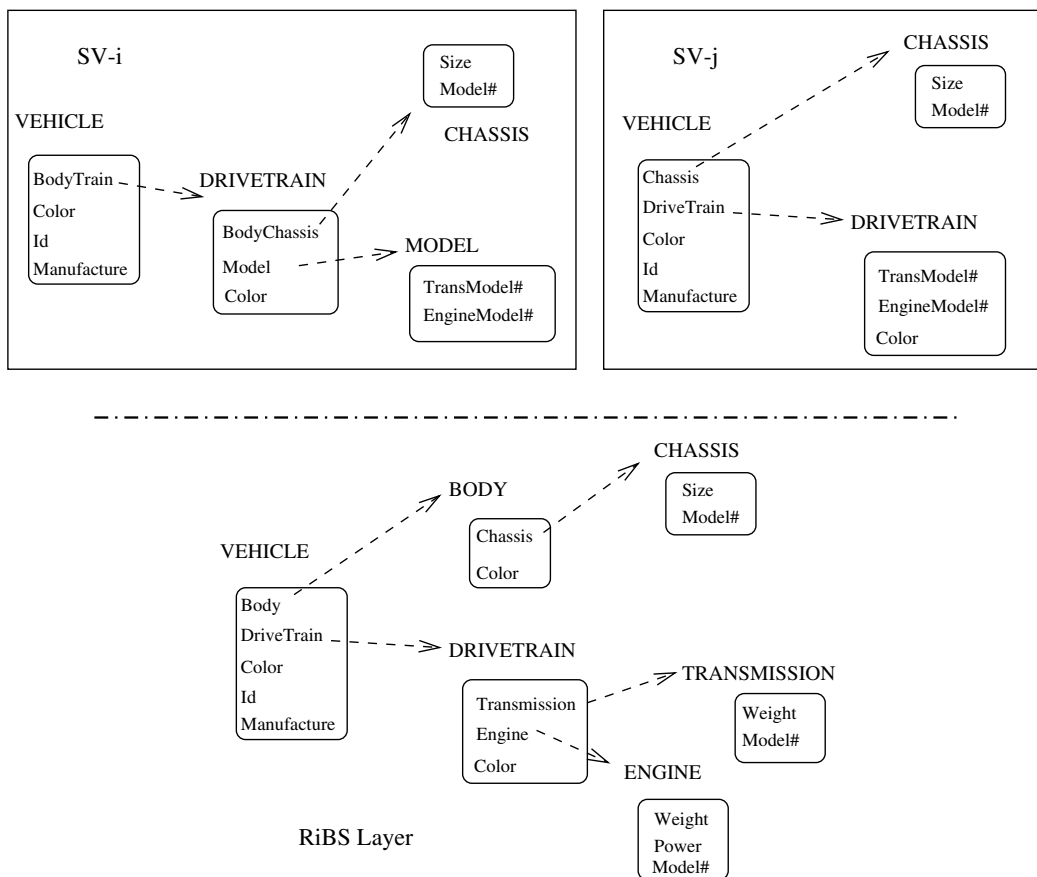 SV-i
VEHICLE
BodyTrain
Color
Id
Manufacture
DRIVETRAIN
BodyChassis
Model
Color
Size
Model#
CHASSIS
MODEL
TransModel#
EngineModel#
SV-j
VEHICLE
Chassis
DriveTrain
Color
Id
Manufacture
CHASSIS
Size
Model#
DRIVETRAIN
TransModel#
EngineModel#
Color
VEHICLE
Body
DriveTrain
Color
Id
Manufacture
BODY
Chassis
Color
CHASSIS
Size
Model#
DRIVETRAIN
Transmission
Engine
Color
TRANSMISSION
Weight
Model#
ENGINE
Weight
Power
Model#
RiBS Layer